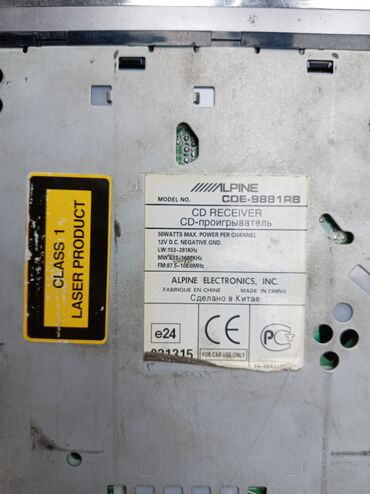 ALPINE
MODEL NO. CDE-9881RB
CD RECEIVER
CD-проигрыватель
50WATTS MAX. POWER PER CHANNEL
12V D.C. NEGATIVE GND
LW:153-281KHz
MW:531-1602KHz
FM:87.5-108.0MHz
ALPINE ELECTRONICS, INC.
FABRIQUE EN CHINE MADE IN CHINA
Сделано в Китае
e24
CE
021315
FOR CAR USE ONLY
CLASS 1
LASER PRODUCT